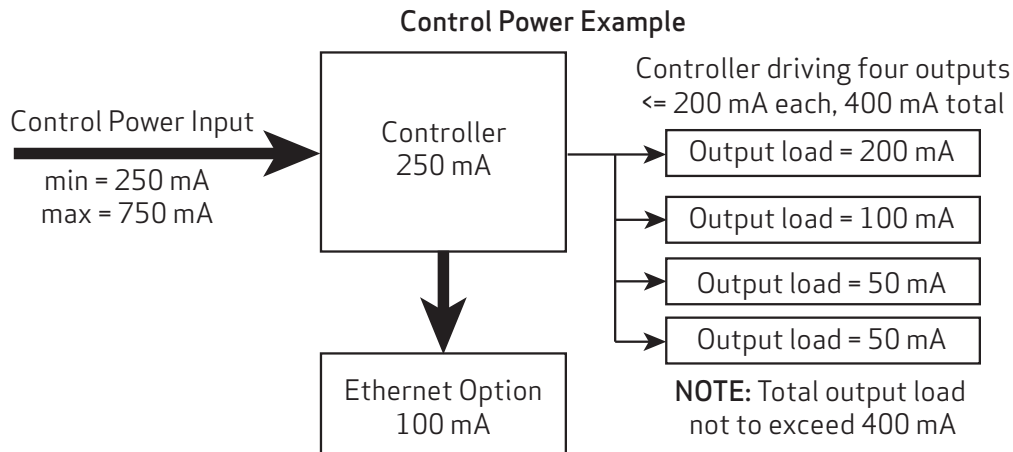 Control Power Example
Control Power Input
min = 250 mA
max = 750 mA
Controller
250 mA
Ethernet Option
100 mA
Controller driving four outputs
<= 200 mA each, 400 mA total
Output load = 200 mA
Output load = 100 mA
Output load = 50 mA
Output load = 50 mA
NOTE: Total output load
not to exceed 400 mA